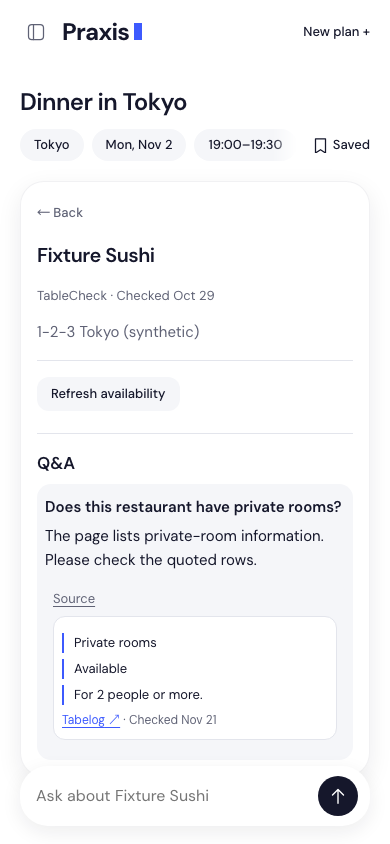 Praxis
New plan +
Dinner in Tokyo
Tokyo
Mon, Nov 2
19:00–19:30
Saved
← Back
Fixture Sushi
TableCheck · Checked Oct 29
1-2-3 Tokyo (synthetic)
Refresh availability
Q&A
Does this restaurant have private rooms?
The page lists private-room information.
Please check the quoted rows.
Source
Private rooms
Available
For 2 people or more.
Tabelog ↗ · Checked Nov 21
Ask about Fixture Sushi